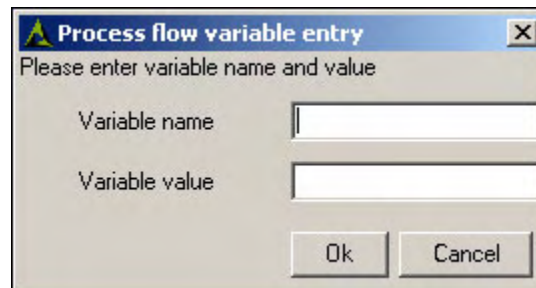 Process flow variable entry
Please enter variable name and value
Variable name
Variable value
Ok Cancel